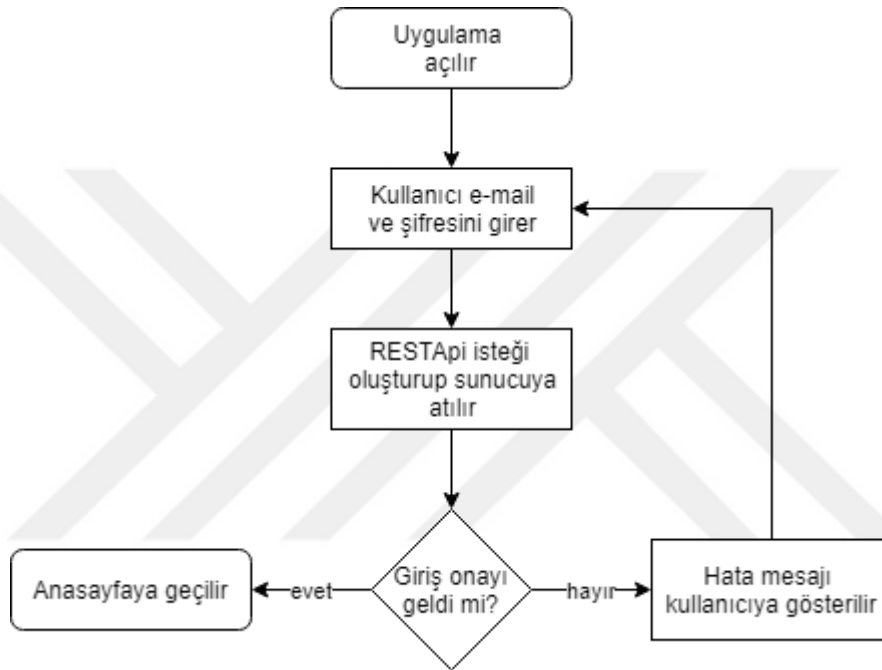 Uygulama
açılır
Kullanıcı e-mail
ve şifresini girer
RESTApi isteği
oluşturup sunucuya
atılır
Giriş onayı
geldi mi?
evet
Anasayfaya geçilir
hayır
Hata mesajı
kullanıcıya gösterilir